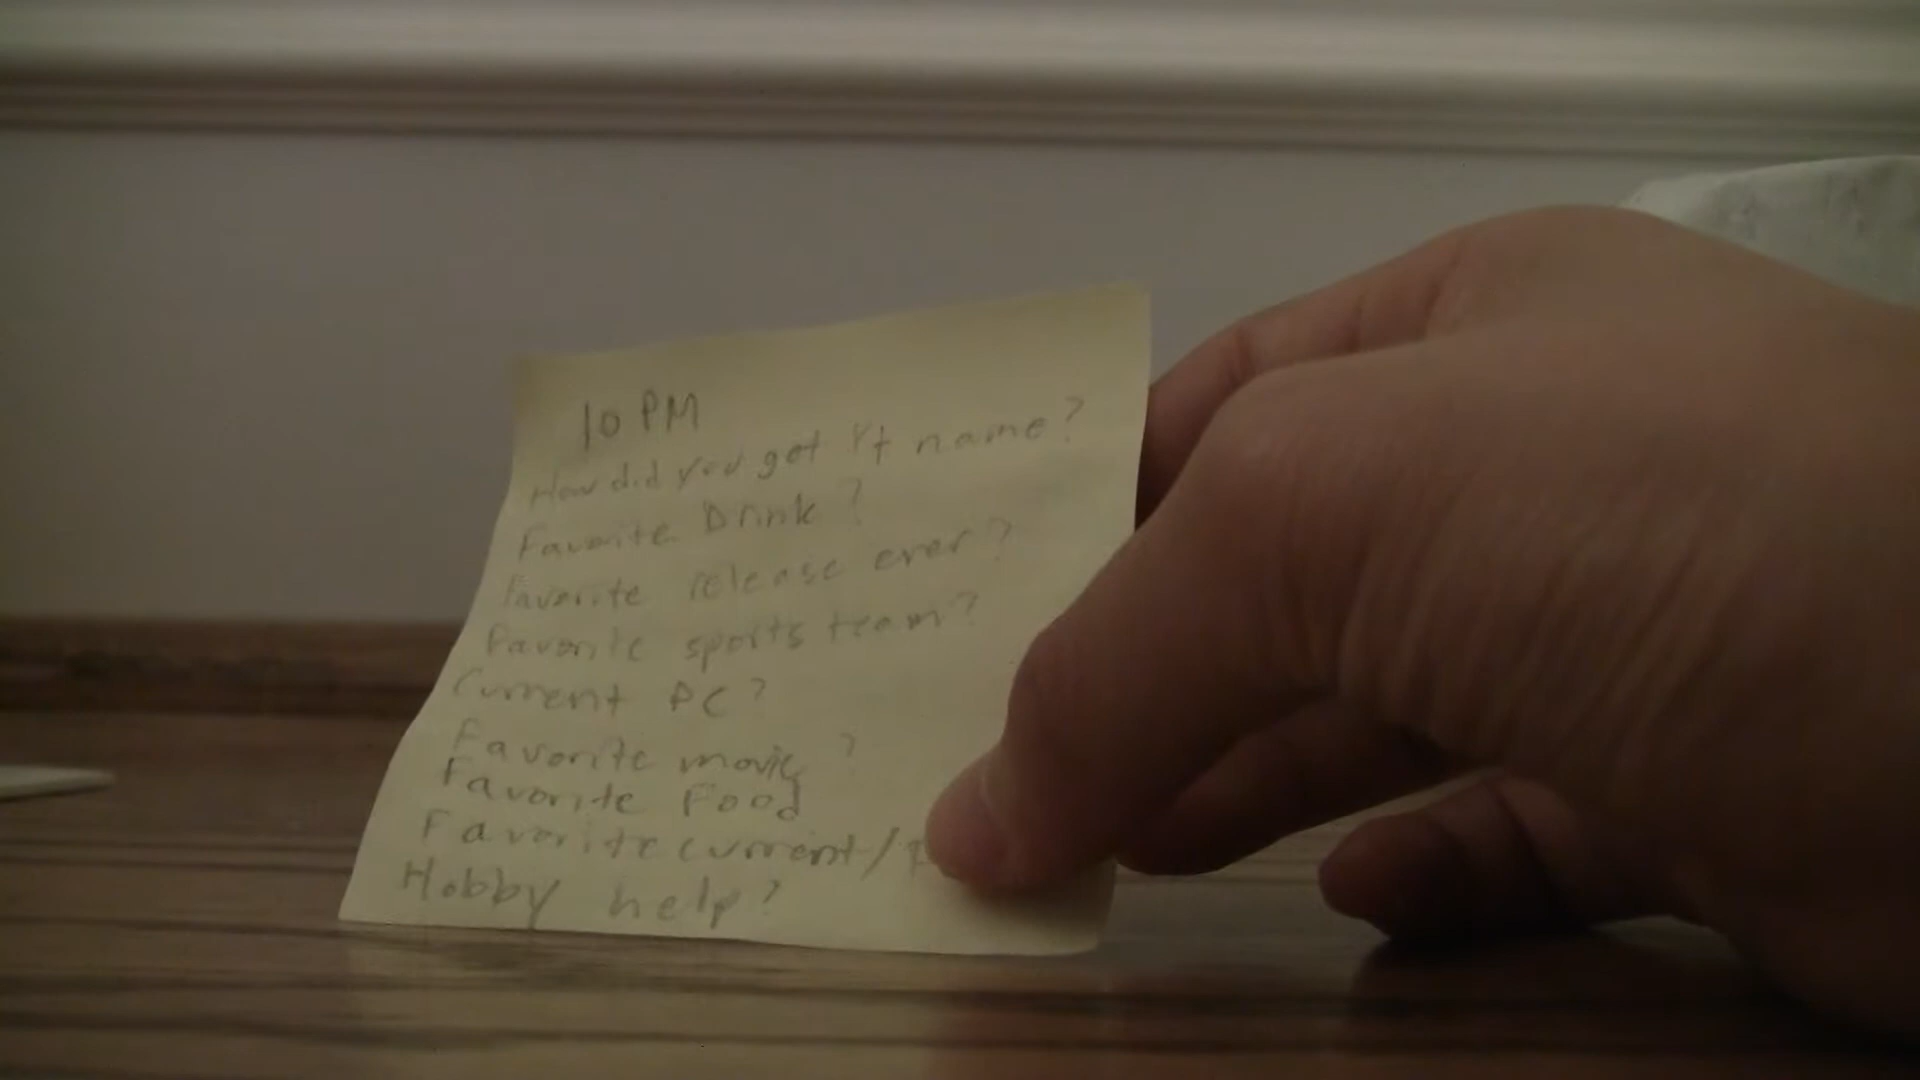 10 PM
How did you get Yt name?
Favorite Drink?
Favorite release ever?
Favorite sports team?
Current PC?
Favorite movie?
Favorite Food
Favorite current/
Hobby help?